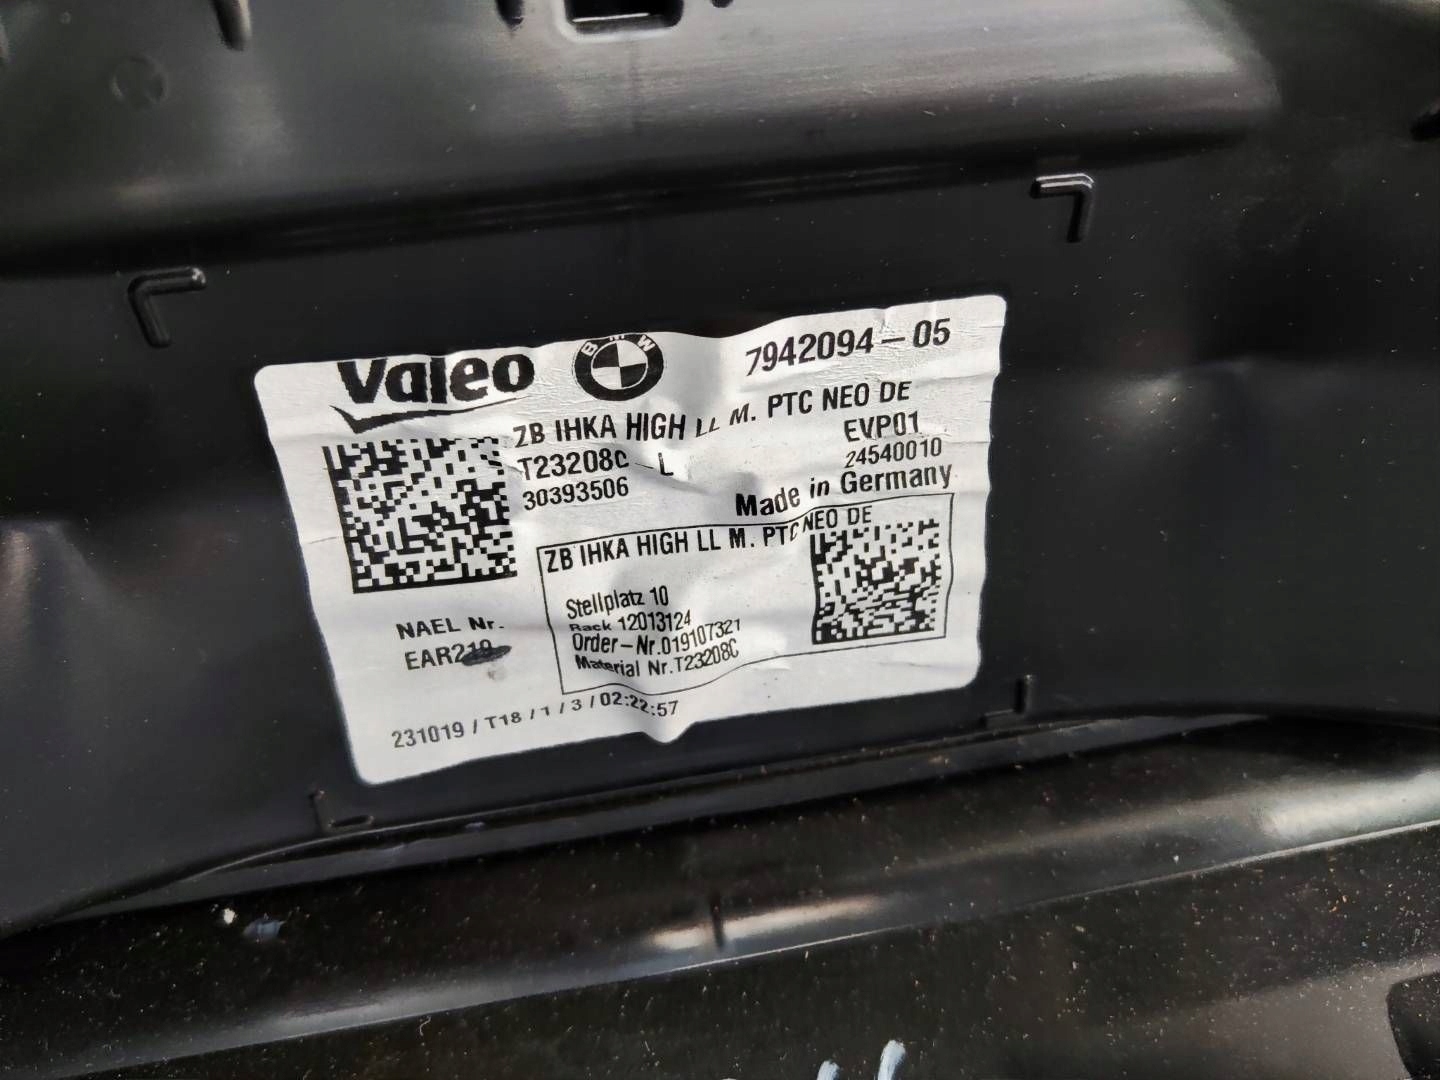 Valeo BMW 7942094-05
ZB IHKA HIGH LL M. PTC NEO DE
T23208C L EVP01
30393506 24540010
Made in Germany
ZB IHKA HIGH LL M. PTC NEO DE
Stellplatz 10
Rack 12013124
Order-Nr.019107321
Material Nr.T23208C
NAEL Nr.
231019 / T18 / 1 / 3 / 02:22:57